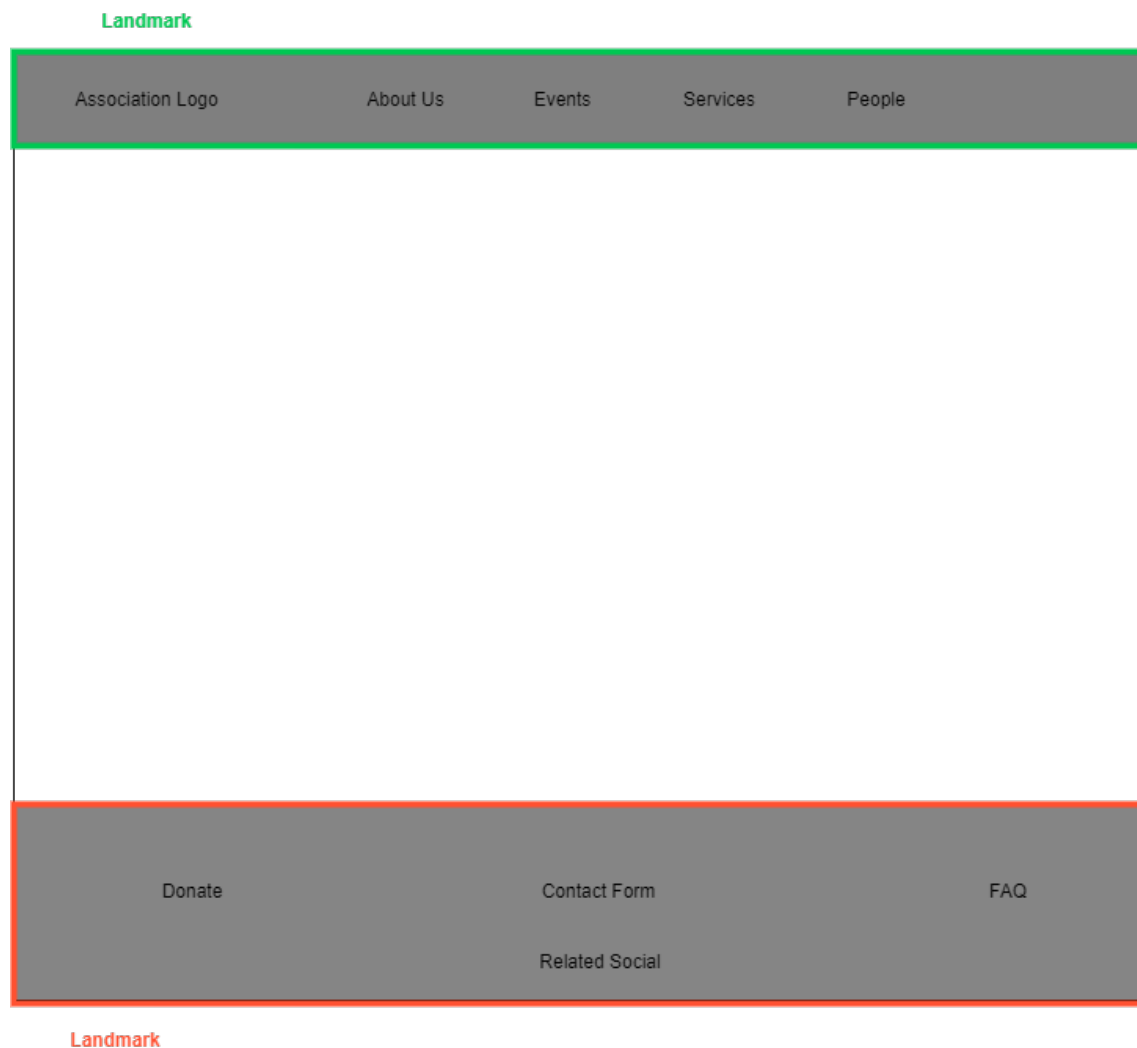 Landmark
Association Logo About Us Events Services People
Donate Contact Form FAQ
Related Social
Landmark